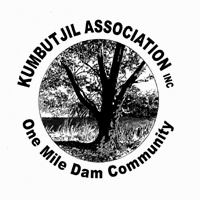 KUMBUTJIL ASSOCIATION INC
One Mile Dam Community